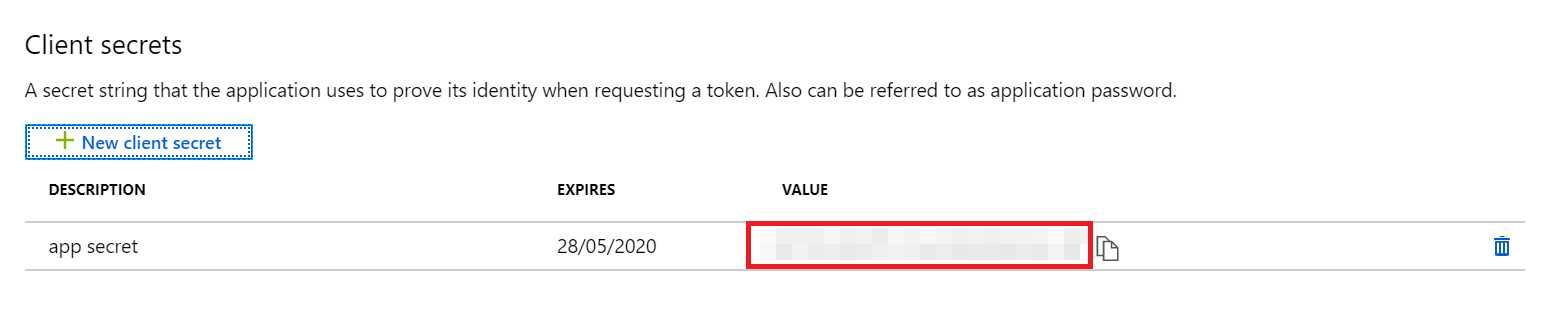 Client secrets
A secret string that the application uses to prove its identity when requesting a token. Also can be referred to as application password.
New client secret
DESCRIPTION EXPIRES VALUE
app secret 28/05/2020